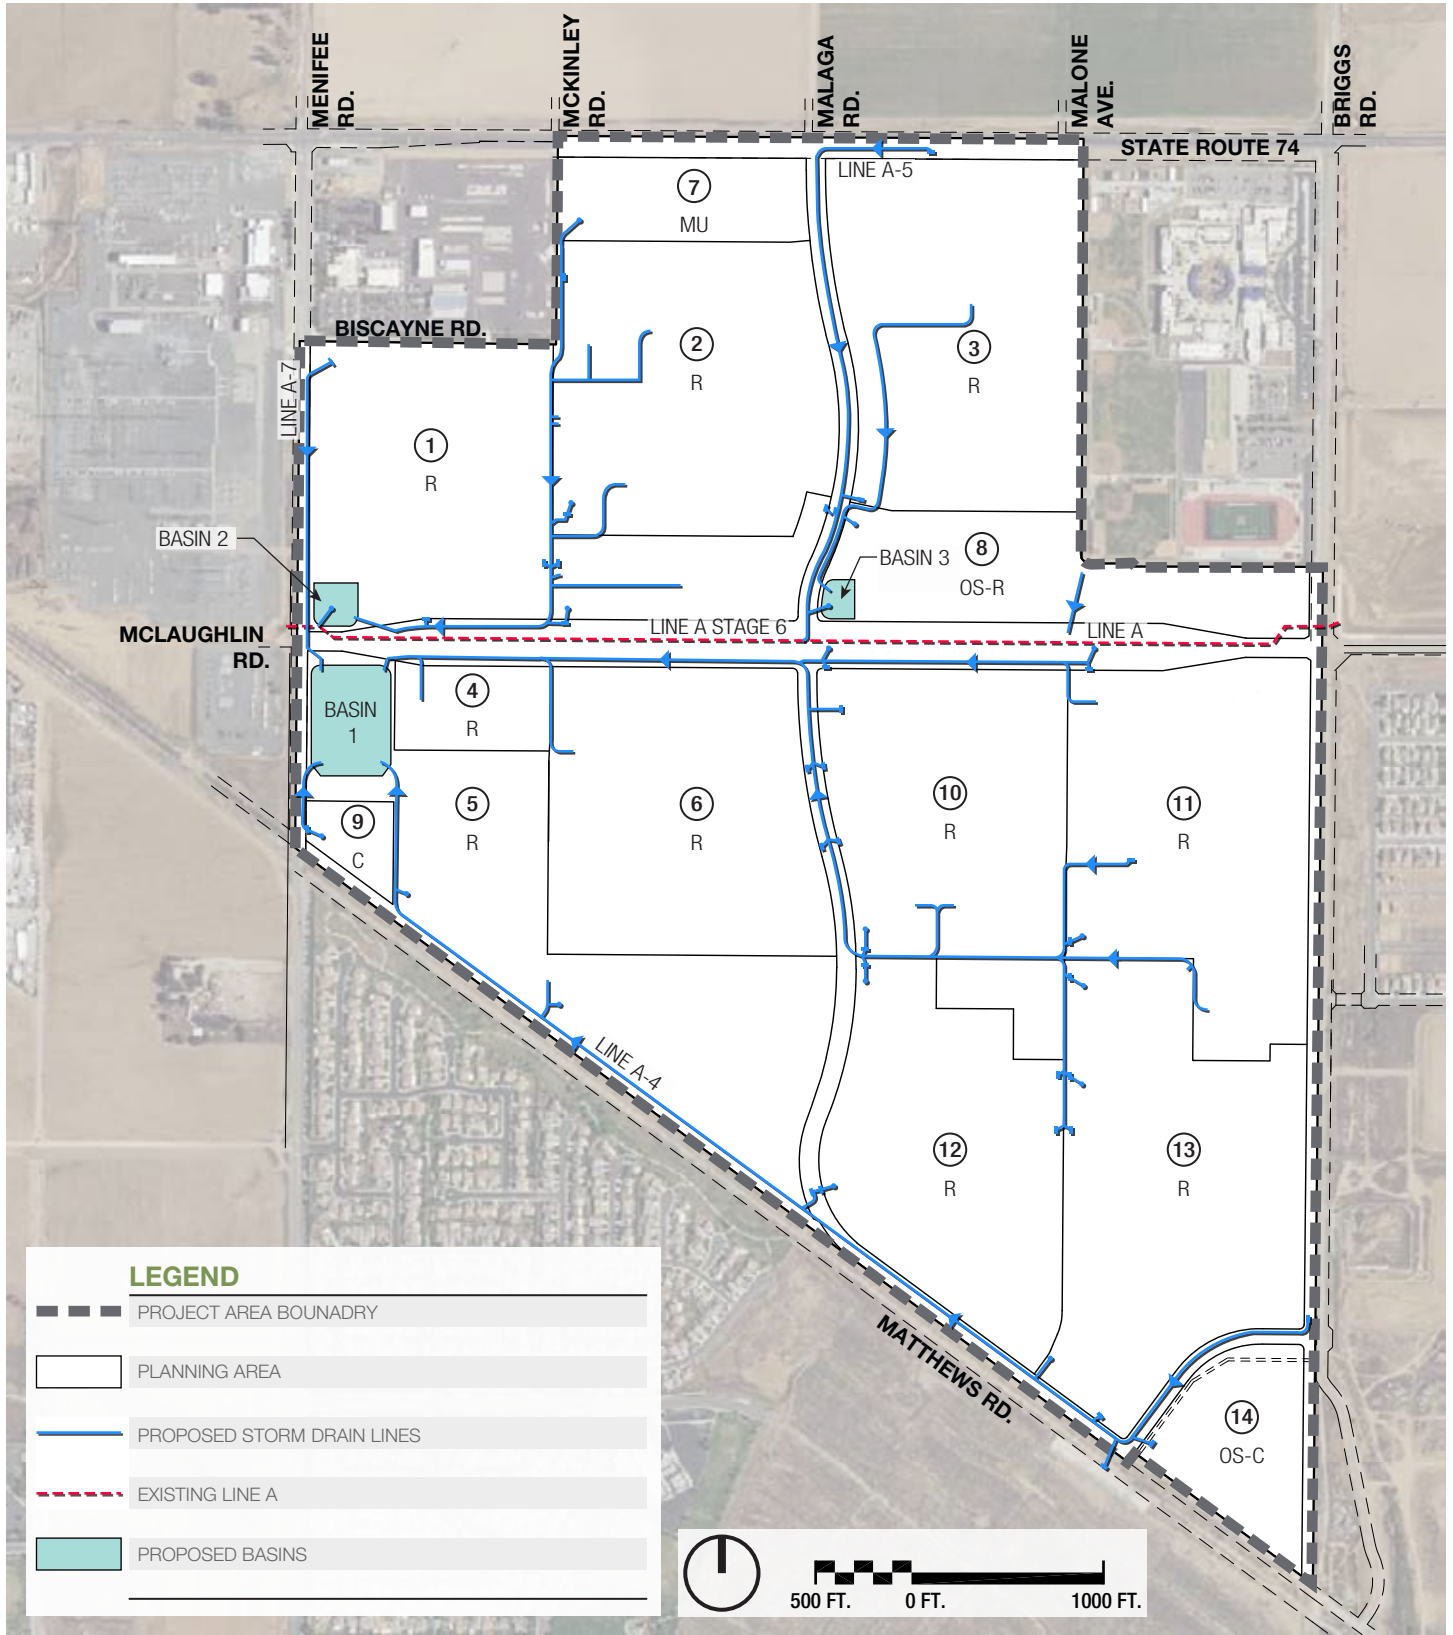 MENIFEE
RD.
MCKINLEY
RD.
MALAGA
RD.
MALONE
AVE.
BRIGGS
RD.
STATE ROUTE 74
LINE A-5
7
MU
BISCAYNE RD.
2
R
3
R
LINE A-7
1
R
BASIN 2
BASIN 3
8
OS-R
MCLAUGHLIN
RD.
LINE A STAGE 6
LINE A
BASIN
1
4
R
5
R
6
R
10
R
11
R
9
C
LINE A-4
12
R
13
R
MATTHEWS RD.
14
OS-C
LEGEND
PROJECT AREA BOUNADRY
PLANNING AREA
PROPOSED STORM DRAIN LINES
EXISTING LINE A
PROPOSED BASINS
500 FT.
0 FT.
1000 FT.